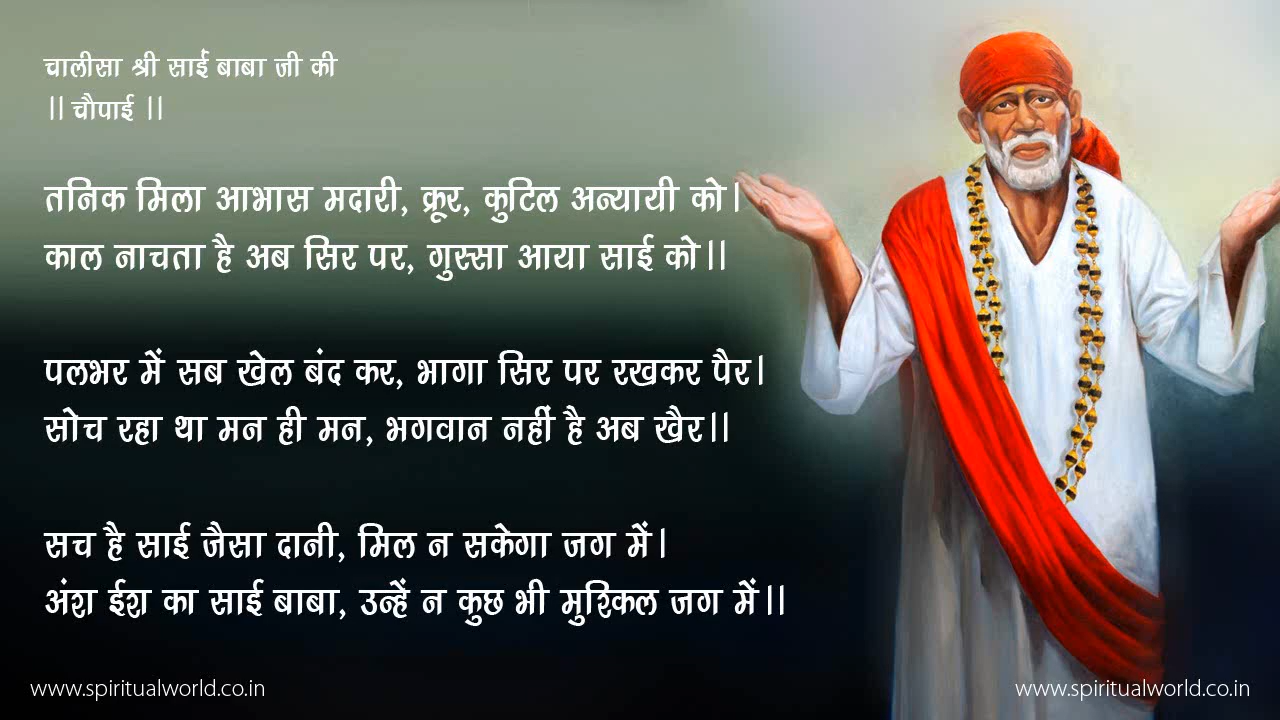 चालीसा श्री साईं बाबा जी की
|| चौपाई ||
तनिक मिला आभास मदारी, क्रूर, कुटिल अन्यायी को।
काल नाचता है अब सिर पर, गुस्सा आया साई को।।
पलभर में सब खेल बंद कर, भागा सिर पर रखकर पैर।
सोच रहा था मन ही मन, भगवान नहीं है अब खैर।।
सच है साई जैसा दानी, मिल न सकेगा जग में।
अंश ईश का साई बाबा, उन्हें न कुछ भी मुश्किल जग में।।
www.spiritualworld.co.in
www.spiritualworld.co.in